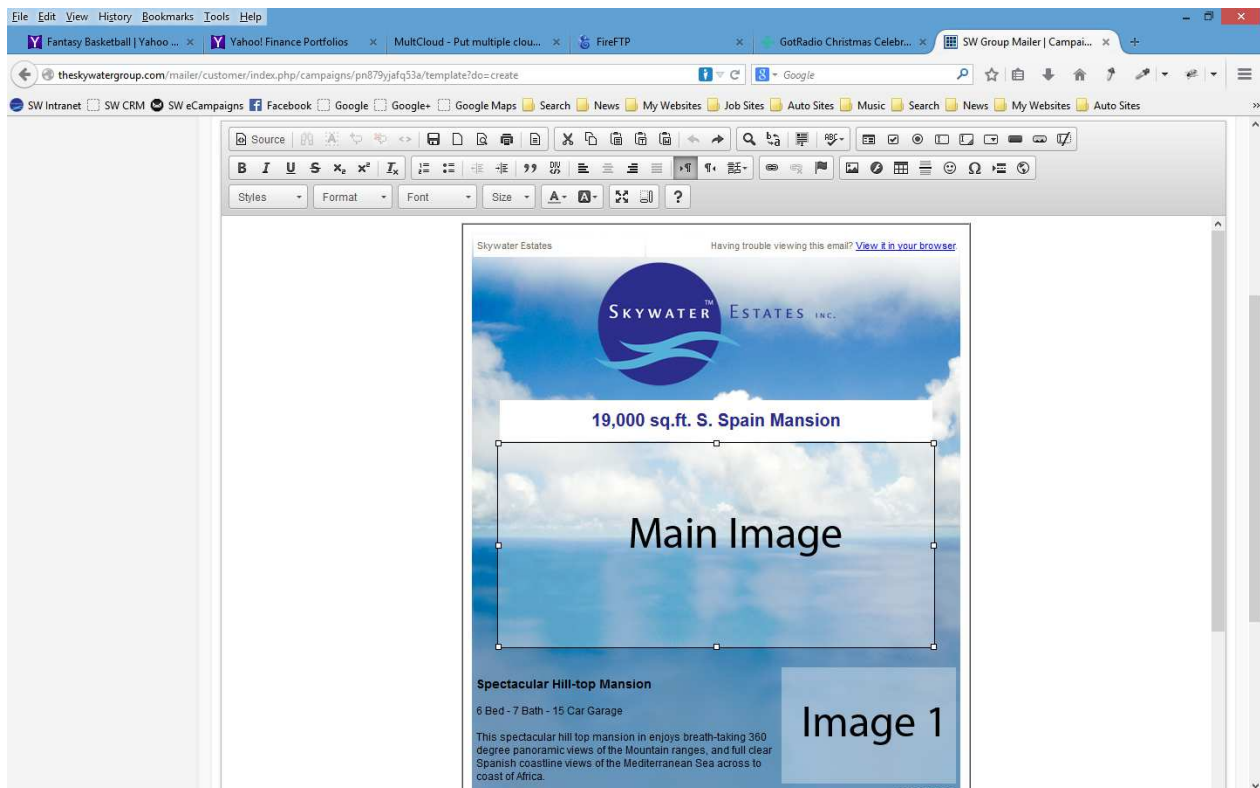 File Edit View History Bookmarks Tools Help
Fantasy Basketball | Yahoo ... × Yahoo! Finance Portfolios × MultCloud - Put multiple clou... × FireFTP × GotRadio Christmas Celebr... × SW Group Mailer | Campai... × +
theskywatergroup.com/mailer/customer/index.php/campaigns/pn879yjafq53a/template?do=create Google
SW Intranet SW CRM SW eCampaigns Facebook Google Google+ Google Maps Search News My Websites Job Sites Auto Sites Music Search News My Websites Auto Sites »
Source
B I U S x₂ x² Ix
Styles Format Font Size A A ?
Skywater Estates Having trouble viewing this email? View it in your browser.
SKYWATER™ ESTATES INC.
19,000 sq.ft. S. Spain Mansion
Main Image
Spectacular Hill-top Mansion
6 Bed - 7 Bath - 15 Car Garage
This spectacular hill top mansion in enjoys breath-taking 360
degree panoramic views of the Mountain ranges, and full clear
Spanish coastline views of the Mediterranean Sea across to
coast of Africa.
Image 1